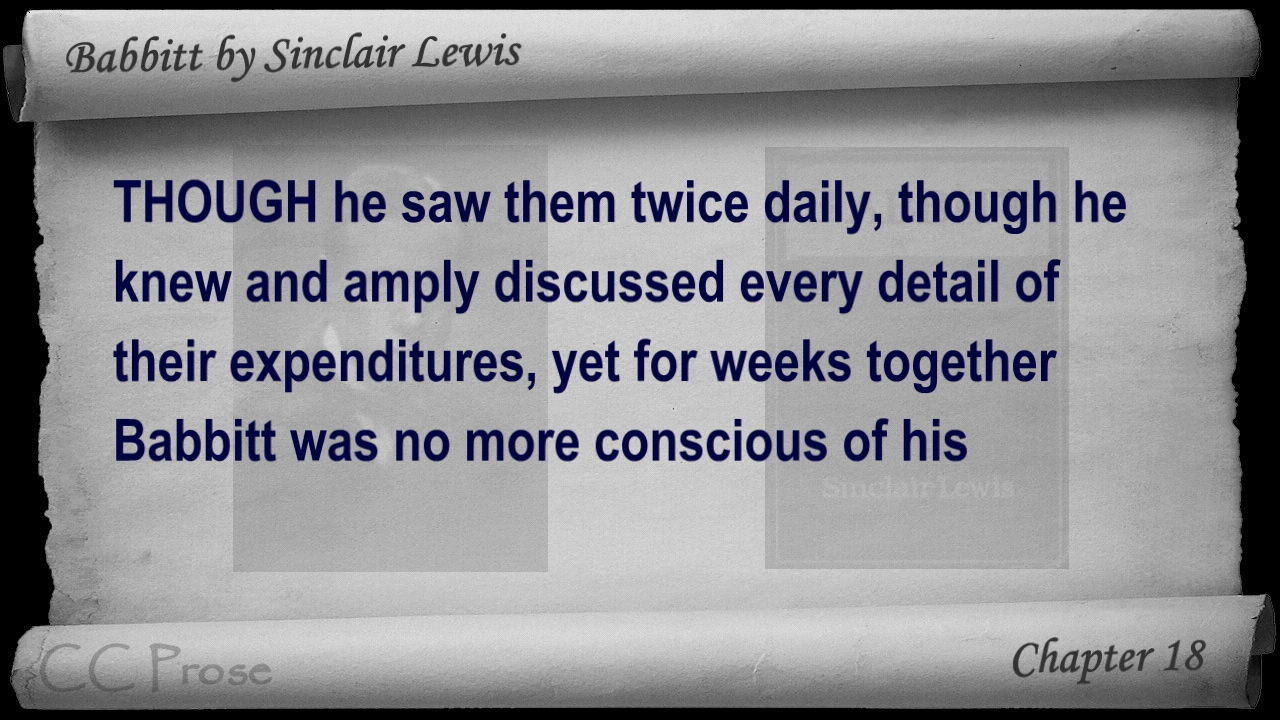 Babbitt by Sinclair Lewis
THOUGH he saw them twice daily, though he
knew and amply discussed every detail of
their expenditures, yet for weeks together
Babbitt was no more conscious of his
Sinclair Lewis
CC Prose
Chapter 18